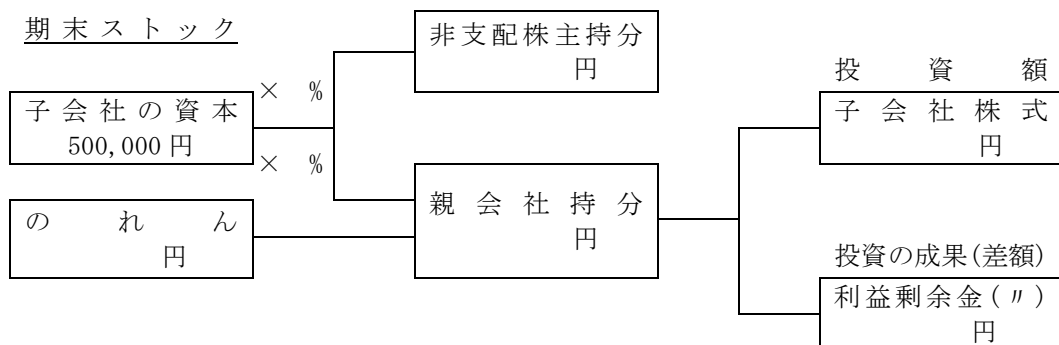 期末ストック
非支配株主持分
円
× %
子会社の資本
500,000円
× %
のれん
円
親会社持分
円
投資額
子会社株式
円
投資の成果(差額)
利益剰余金(〃)
円